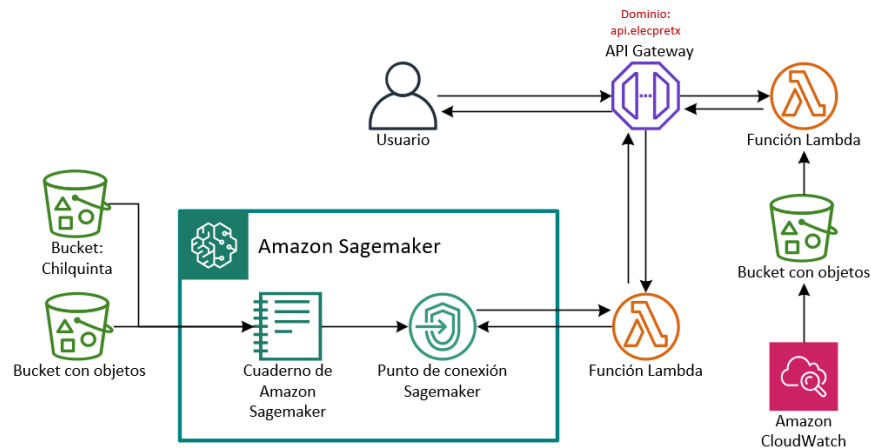 Dominio:
api.elecpretx
API Gateway
Usuario
Función Lambda
Bucket:
Chilquinta
Amazon Sagemaker
Bucket con objetos
Bucket con objetos
Cuaderno de
Amazon
Sagemaker
Punto de conexión
Sagemaker
Función Lambda
Amazon
CloudWatch